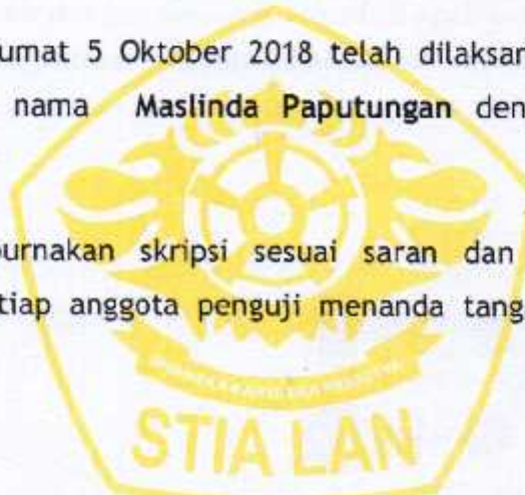 umat 5 Oktober 2018 telah dilaksar
nama Maslinda Paputungan den
purnakan skripsi sesuai saran dan
tiap anggota penguji menanda tang
STIA LAN